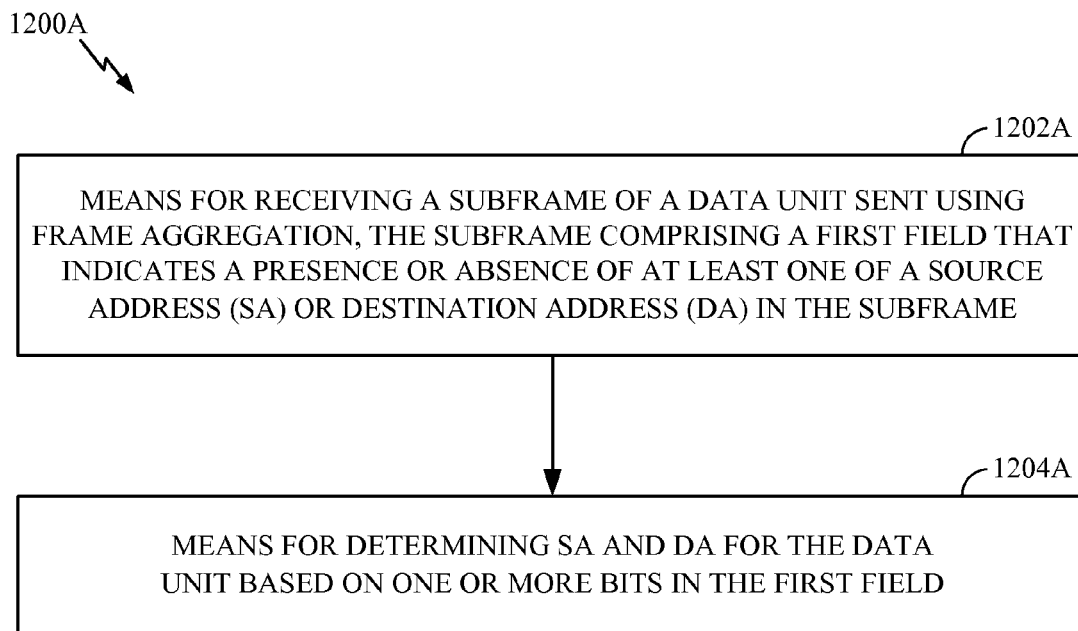 1200A
1202A
MEANS FOR RECEIVING A SUBFRAME OF A DATA UNIT SENT USING
FRAME AGGREGATION, THE SUBFRAME COMPRISING A FIRST FIELD THAT
INDICATES A PRESENCE OR ABSENCE OF AT LEAST ONE OF A SOURCE
ADDRESS (SA) OR DESTINATION ADDRESS (DA) IN THE SUBFRAME
1204A
MEANS FOR DETERMINING SA AND DA FOR THE DATA
UNIT BASED ON ONE OR MORE BITS IN THE FIRST FIELD